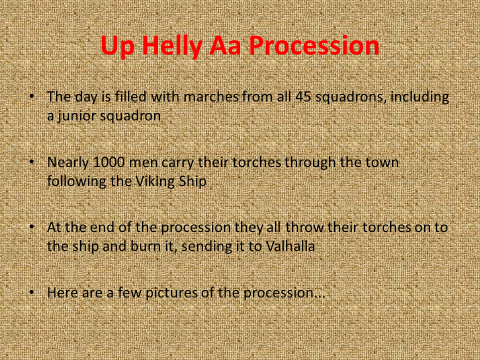 Up Helly Aa Procession
• The day is filled with marches from all 45 squadrons, including
a junior squadron
• Nearly 1000 men carry their torches through the town
following the Viking Ship
• At the end of the procession they all throw their torches on to
the ship and burn it, sending it to Valhalla
• Here are a few pictures of the procession...